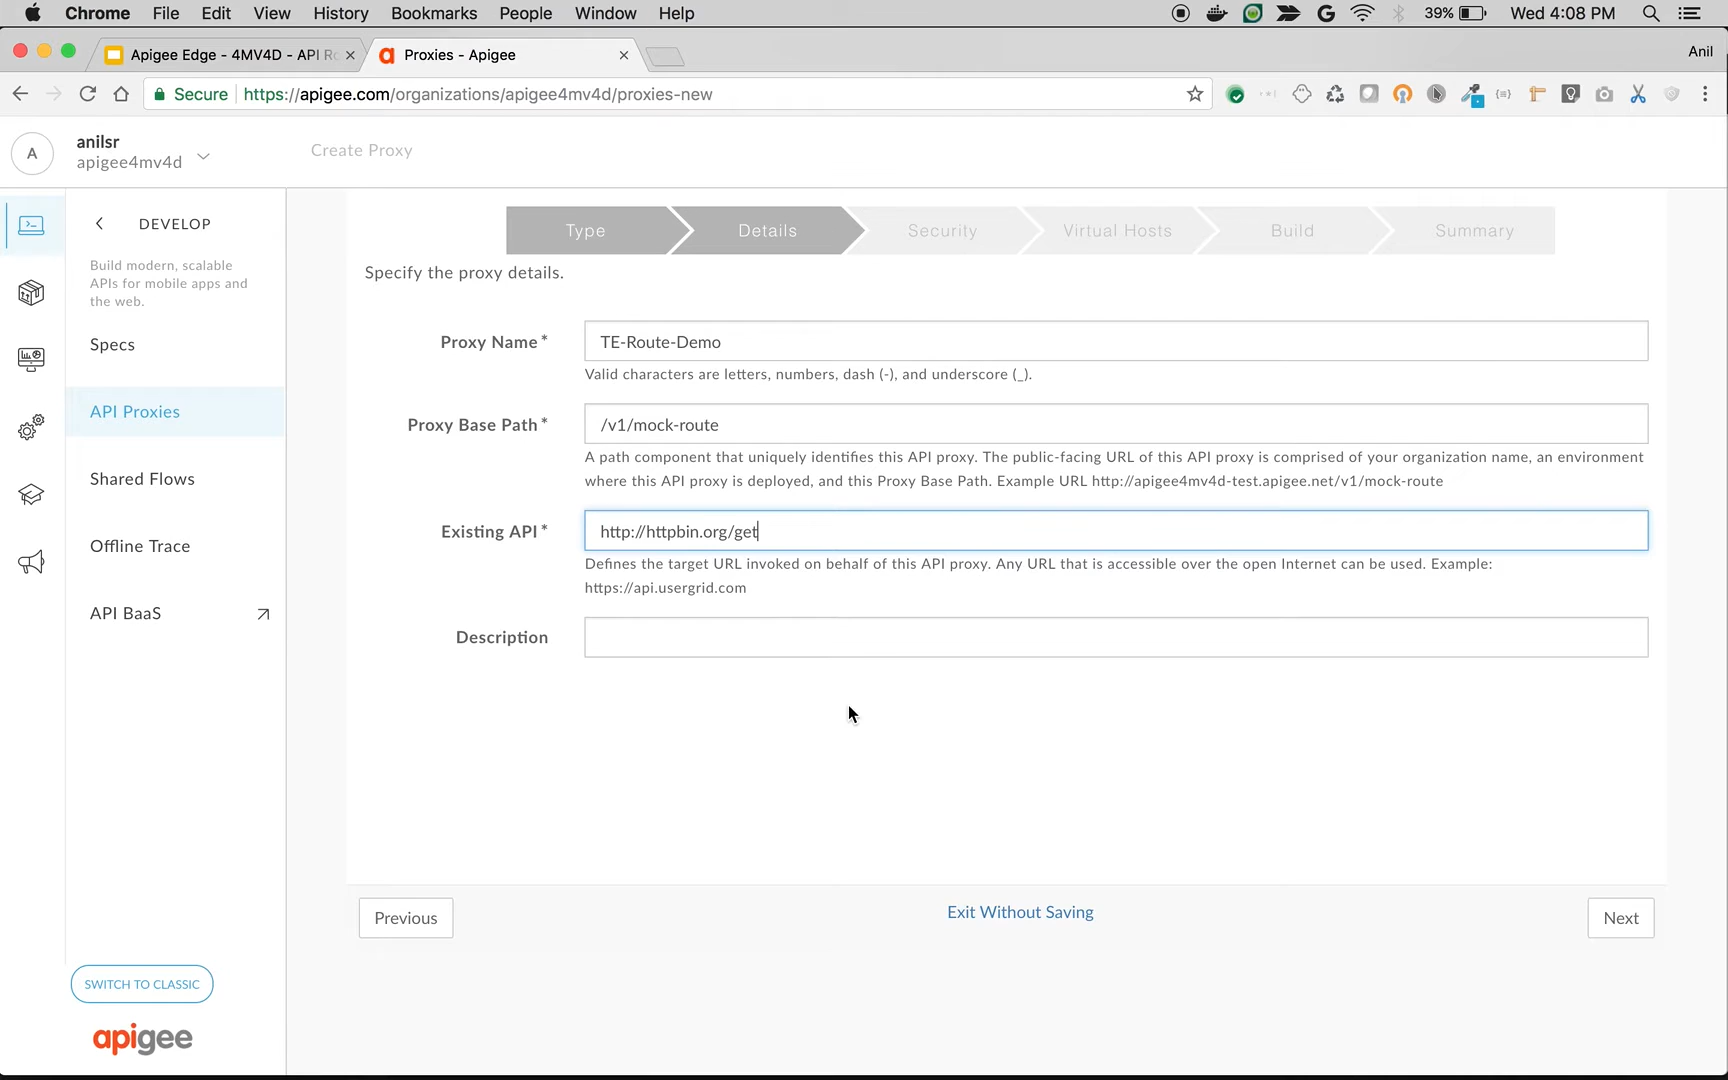 Chrome File Edit View History Bookmarks People Window Help 39% Wed 4:08 PM
Apigee Edge - 4MV4D - API Ro Proxies - Apigee Anil
Secure https://apigee.com/organizations/apigee4mv4d/proxies-new
A
anilsr
apigee4mv4d
Create Proxy
DEVELOP
Build modern, scalable
APIs for mobile apps and
the web.
Specs
API Proxies
Shared Flows
Offline Trace
API BaaS
SWITCH TO CLASSIC
apigee
Type Details Security Virtual Hosts Build Summary
Specify the proxy details.
Proxy Name* TE-Route-Demo
Valid characters are letters, numbers, dash (-), and underscore (_).
Proxy Base Path* /v1/mock-route
A path component that uniquely identifies this API proxy. The public-facing URL of this API proxy is comprised of your organization name, an environment
where this API proxy is deployed, and this Proxy Base Path. Example URL http://apigee4mv4d-test.apigee.net/v1/mock-route
Existing API* http://httpbin.org/get
Defines the target URL invoked on behalf of this API proxy. Any URL that is accessible over the open Internet can be used. Example:
https://api.usergrid.com
Description
Previous Exit Without Saving Next